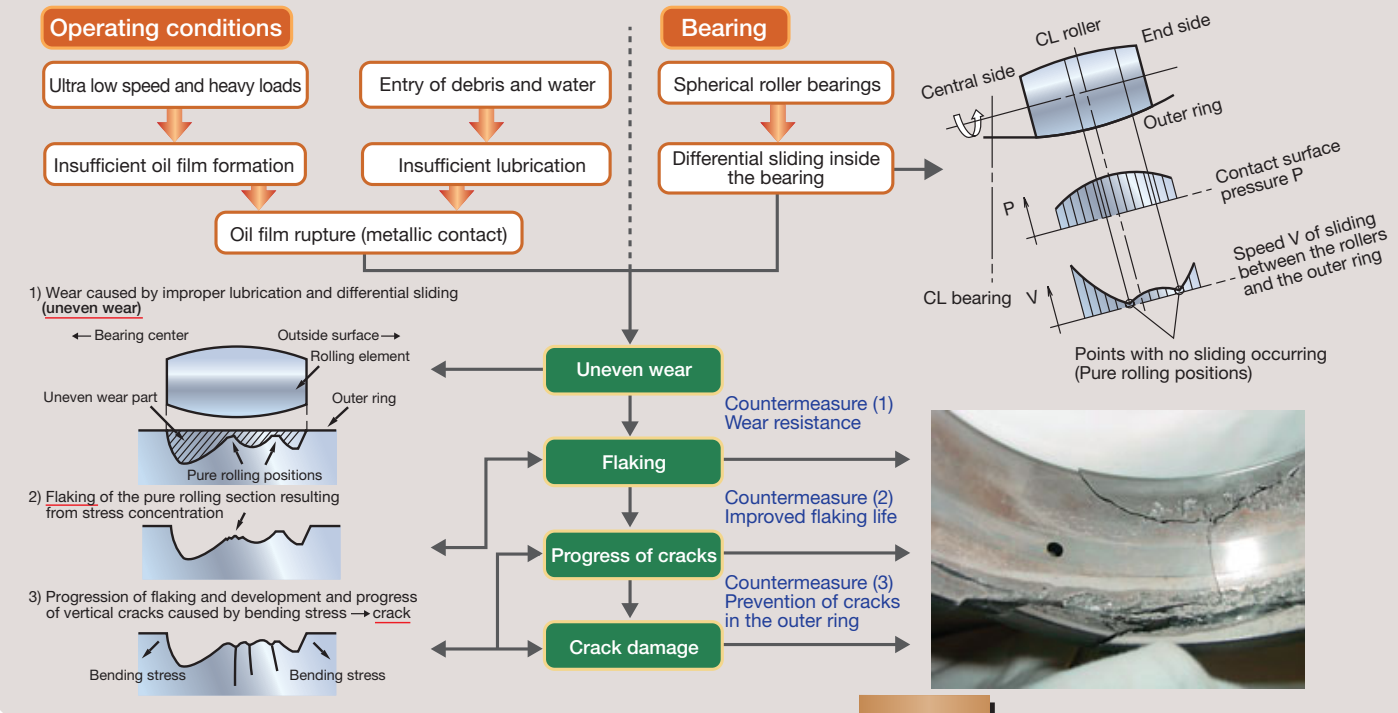 Operating conditions
Bearing
Ultra low speed and heavy loads
Entry of debris and water
Spherical roller bearings
Insufficient oil film formation
Insufficient lubrication
Differential sliding inside
the bearing
Oil film rupture (metallic contact)
CL roller
End side
Central side
Outer ring
Contact surface
pressure P
P
Speed V of sliding
between the rollers
and the outer ring
CL bearing
V
Points with no sliding occurring
(Pure rolling positions)
1) Wear caused by improper lubrication and differential sliding
(uneven wear)
Bearing center
Outside surface
Rolling element
Uneven wear part
Outer ring
Pure rolling positions
2) Flaking of the pure rolling section resulting
from stress concentration
3) Progression of flaking and development and progress
of vertical cracks caused by bending stress → crack
Bending stress
Bending stress
Uneven wear
Countermeasure (1)
Wear resistance
Flaking
Countermeasure (2)
Improved flaking life
Progress of cracks
Countermeasure (3)
Prevention of cracks
in the outer ring
Crack damage